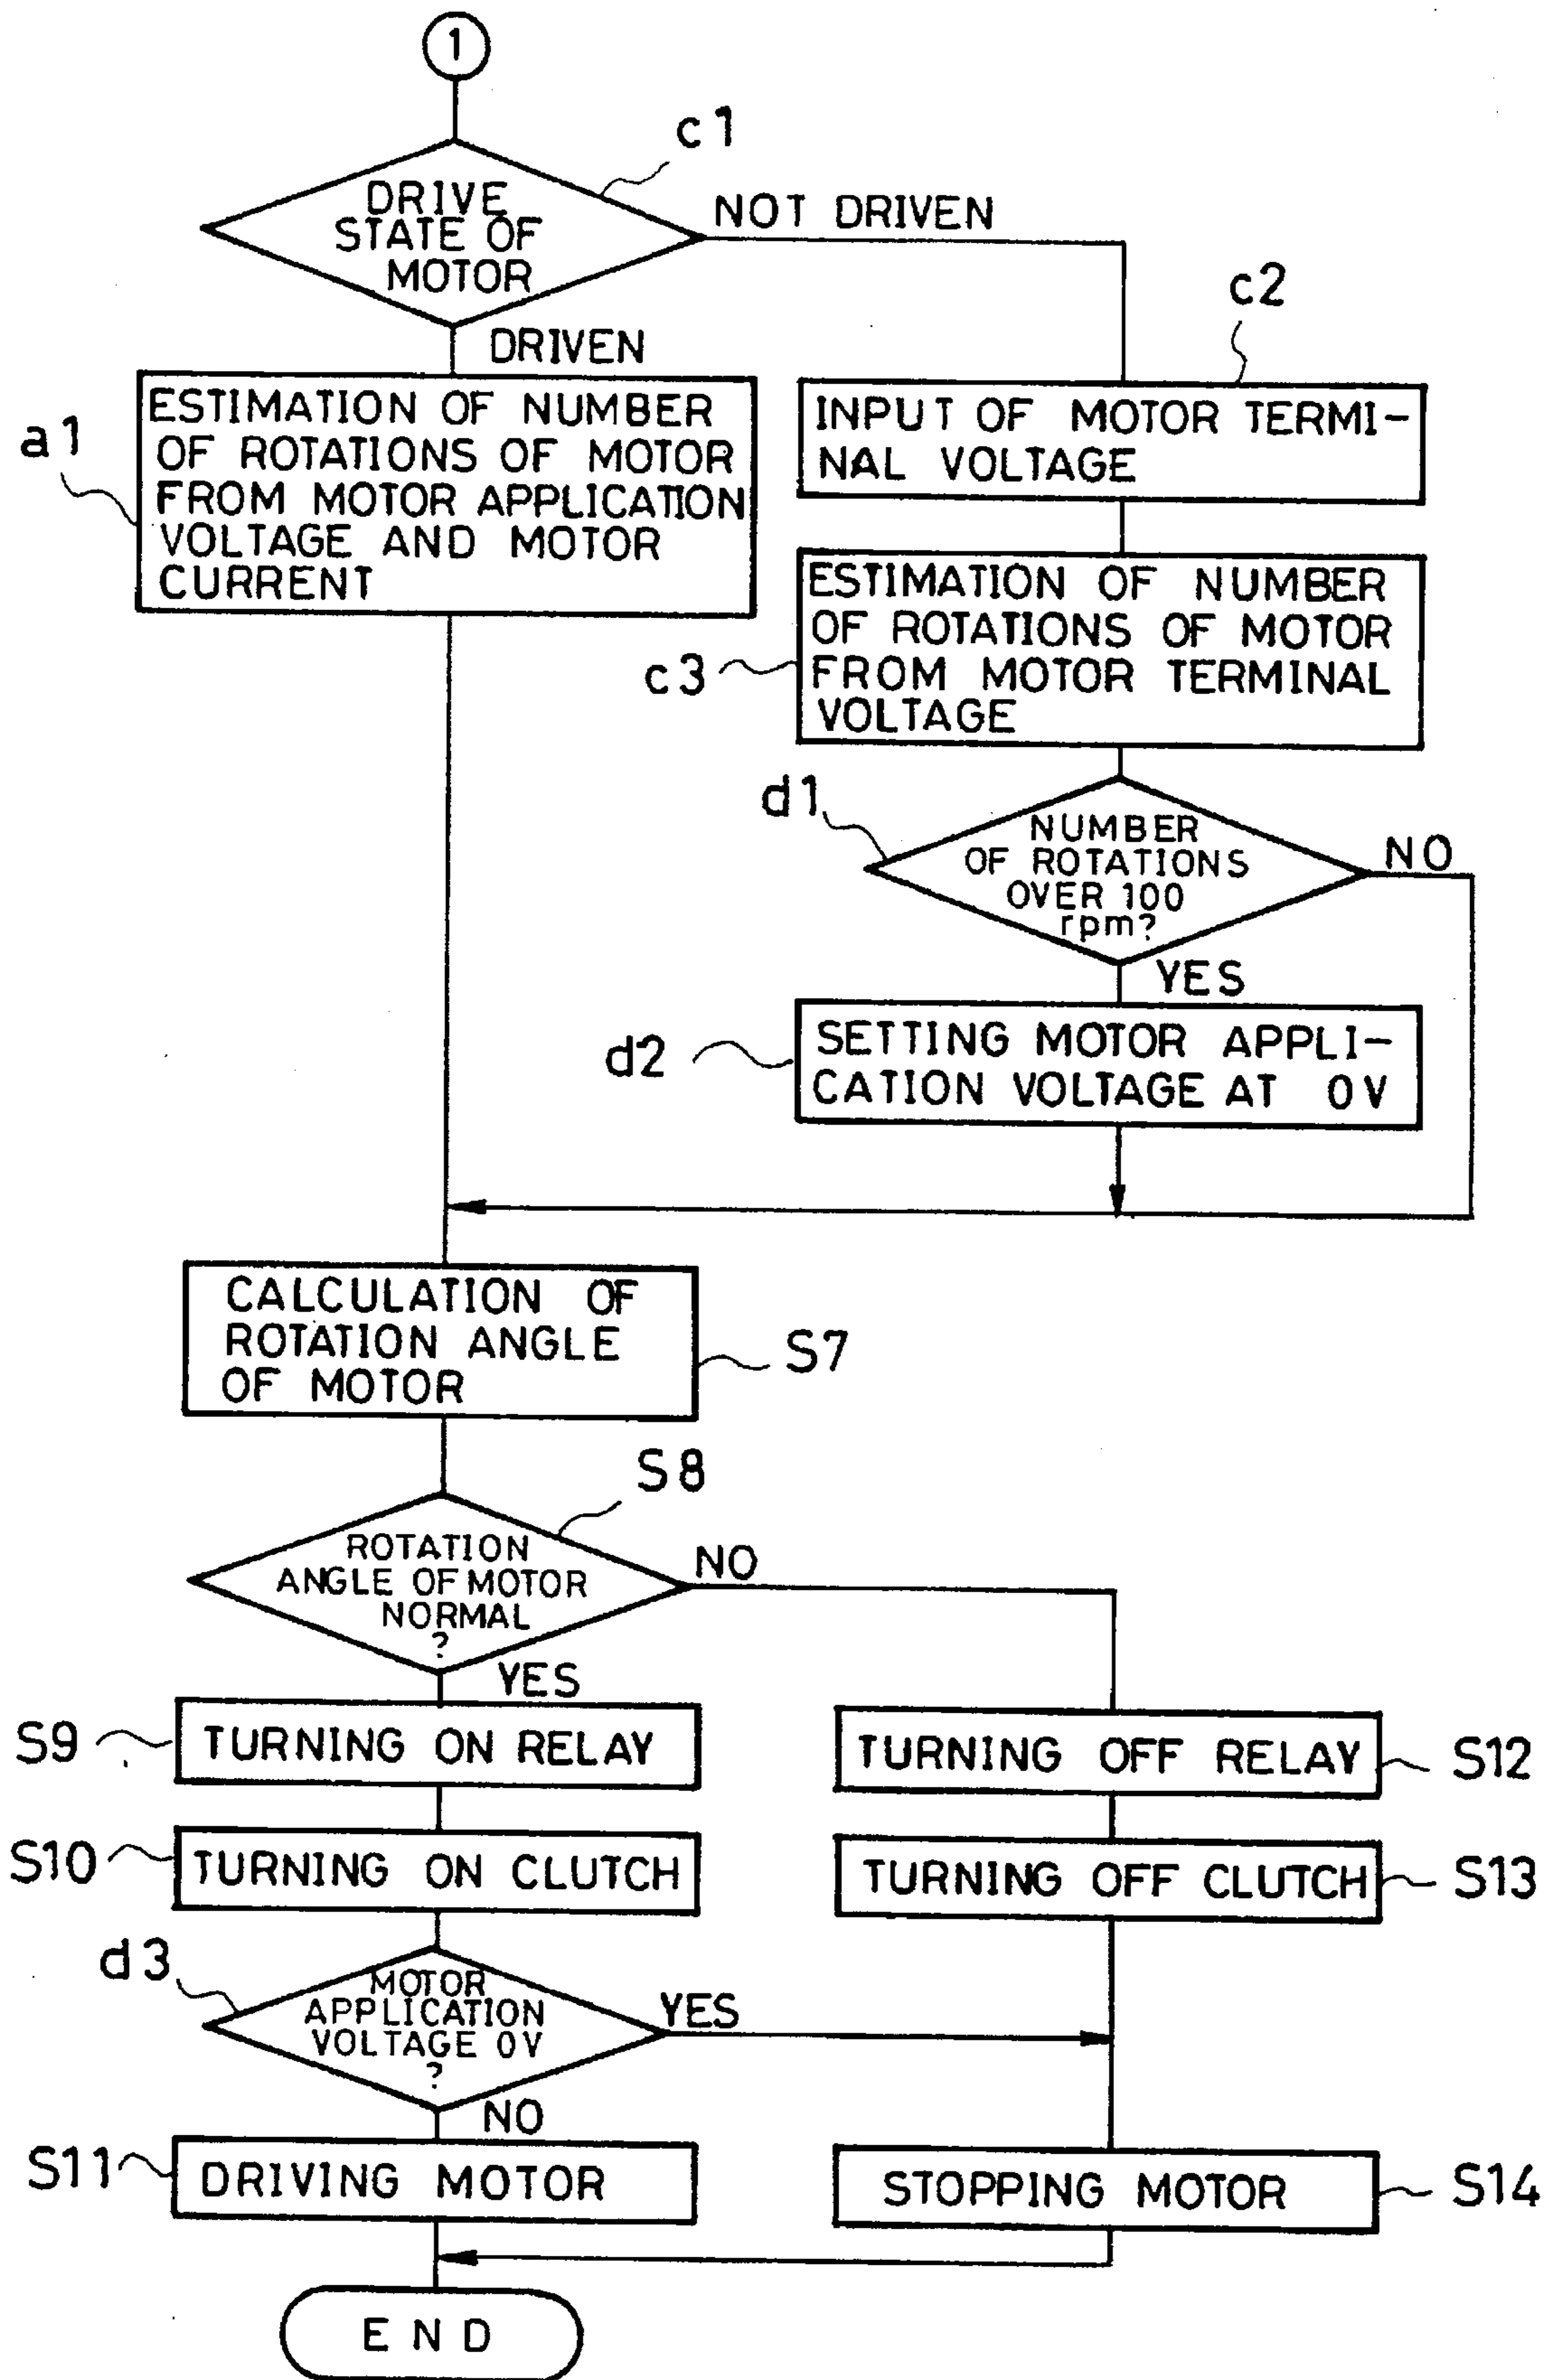 1
c1
DRIVE
STATE OF
MOTOR
NOT DRIVEN
DRIVEN
c2
a1
ESTIMATION OF NUMBER
OF ROTATIONS OF MOTOR
FROM MOTOR APPLICATION
VOLTAGE AND MOTOR
CURRENT
INPUT OF MOTOR TERMI-
NAL VOLTAGE
c3
ESTIMATION OF NUMBER
OF ROTATIONS OF MOTOR
FROM MOTOR TERMINAL
VOLTAGE
d1
NUMBER
OF ROTATIONS
OVER 100
rpm?
NO
YES
d2
SETTING MOTOR APPLI-
CATION VOLTAGE AT 0V
CALCULATION OF
ROTATION ANGLE
OF MOTOR
S7
S8
ROTATION
ANGLE OF MOTOR
NORMAL
?
NO
YES
S9
TURNING ON RELAY
TURNING OFF RELAY
S12
S10
TURNING ON CLUTCH
TURNING OFF CLUTCH
S13
d3
MOTOR
APPLICATION
VOLTAGE 0V
?
YES
NO
S11
DRIVING MOTOR
STOPPING MOTOR
S14
END